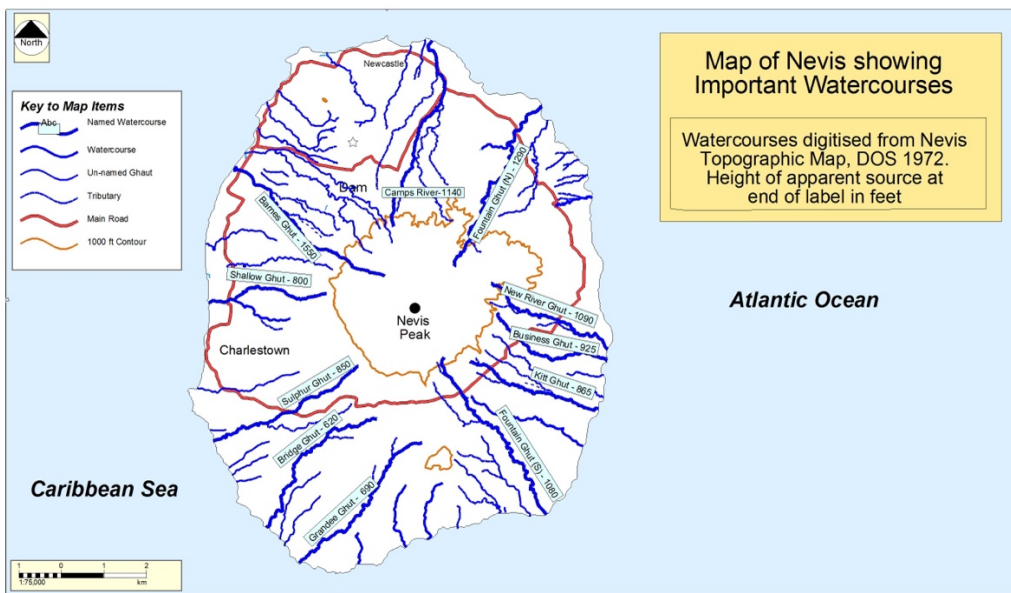 North
Key to Map Items
Abc
Named Watercourse
Watercourse
Un-named Ghaut
Tributary
Main Road
1000 ft Contour
Map of Nevis showing
Important Watercourses
Watercourses digitised from Nevis
Topographic Map, DOS 1972.
Height of apparent source at
end of label in feet
Newcastle
Dam
Camps River-1140
Fountain Ghut (N) - 1290
Barnes Ghut - 1550
Shallow Ghut - 800
Nevis
Peak
New River Ghut - 1090
Business Ghut - 925
Kitt Ghut - 865
Charlestown
Sulphur Ghut - 850
Bridge Ghut - 620
Fountain Ghut (S) - 1080
Grandee Ghut - 690
Atlantic Ocean
Caribbean Sea
1 0 1 2
1:75,000 km